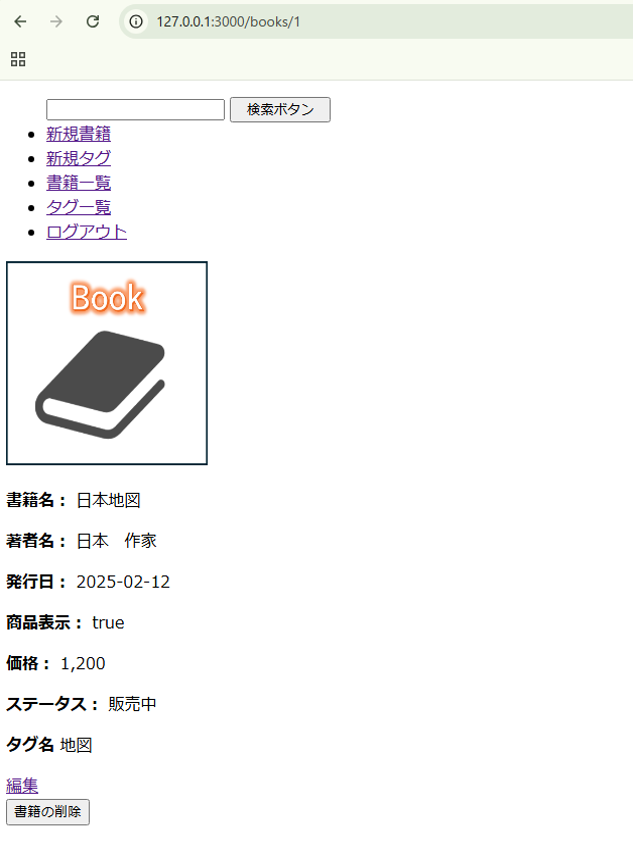 127.0.0.1:3000/books/1
検索ボタン
新規書籍
新規タグ
書籍一覧
タグ一覧
ログアウト
Book
書籍名： 日本地図
著者名： 日本　作家
発行日： 2025-02-12
商品表示： true
価格： 1,200
ステータス： 販売中
タグ名 地図
編集
書籍の削除